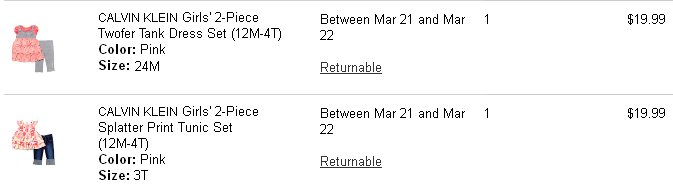 CALVIN KLEIN Girls' 2-Piece
Twofer Tank Dress Set (12M-4T)
Color: Pink
Size: 24M
Between Mar 21 and Mar
22
Returnable
1
$19.99
CALVIN KLEIN Girls' 2-Piece
Splatter Print Tunic Set
(12M-4T)
Color: Pink
Size: 3T
Between Mar 21 and Mar
22
Returnable
1
$19.99